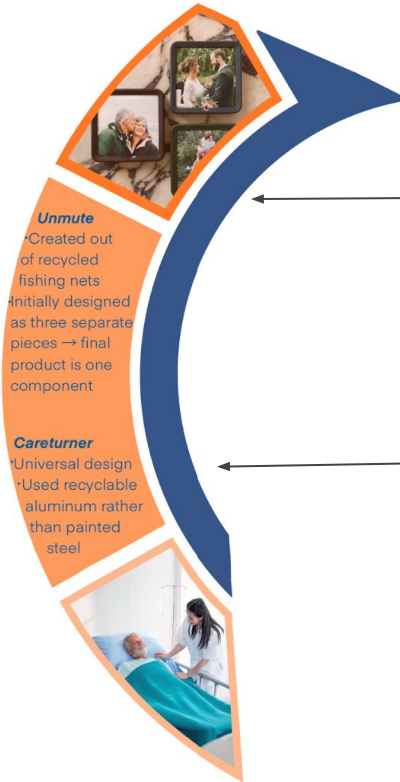 Unmute
•Created out
of recycled
fishing nets
•Initially designed
as three separate
pieces → final
product is one
component
Careturner
•Universal design
•Used recyclable
aluminum rather
than painted
steel